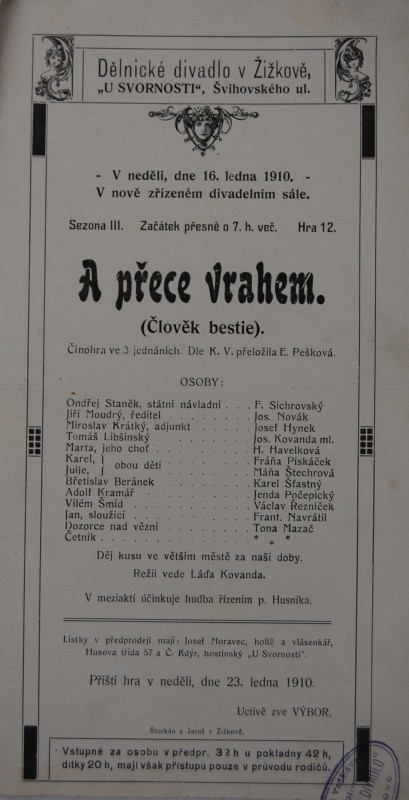 Dělnické divadlo v Žižkově,
„U SVORNOSTI“, Švihovského ul.
- V neděli, dne 16. ledna 1910. -
V nově zřízeném divadelním sále.
Sezona III. Začátek přesně o 7. h. več. Hra 12.
A přece vrahem.
(Člověk bestie).
Činohra ve 3 jednáních. Dle K. V. přeložila E. Pešková.
OSOBY:
Ondřej Staněk, státní návladní . . . F. Sichrovský
Jiří Moudrý, ředitel . . . . . . . . Jos. Novák
Miroslav Krátký, adjunkt . . . . . . Josef Hynek
Tomáš Libšinský . . . . . . Jos. Kovanda ml.
Marta, jeho choť . . . . . . . . H. Havelková
Karel, } obou děti . . . . . . Fráňa Piskáček
Julie, } Máňa Štechrová
Břetislav Beránek . . . . . . . . Karel Šťastný
Adolf Kramář . . . . . . . . Jenda Počepický
Vilém Šmíd . . . . . . . . Václav Řezníček
Jan, sloužící . . . . . . . . Frant. Navrátil
Dozorce nad vězni . . . . . . . . Tona Mazač
Četník . . . . . . . . * * *
Děj kusu ve větším městě za naší doby.
Režii vede Láďa Kovanda.
V meziaktí účinkuje hudba řízením p. Husníka.
Lístky v předprodeji mají: Josef Moravec, holič a vlásenkář,
Husova třída 57 a Č. Kdýr, hostinský „U Svornosti“.
Příští hra v neděli, dne 23. ledna 1910.
Uctivě zve VÝBOR.
Štorkán a Jaroš v Žižkově.
Vstupné za osobu v předpr. 32 h u pokladny 42 h,
dítky 20 h, mají však přístupu pouze v průvodu rodičů.
DIVADLO